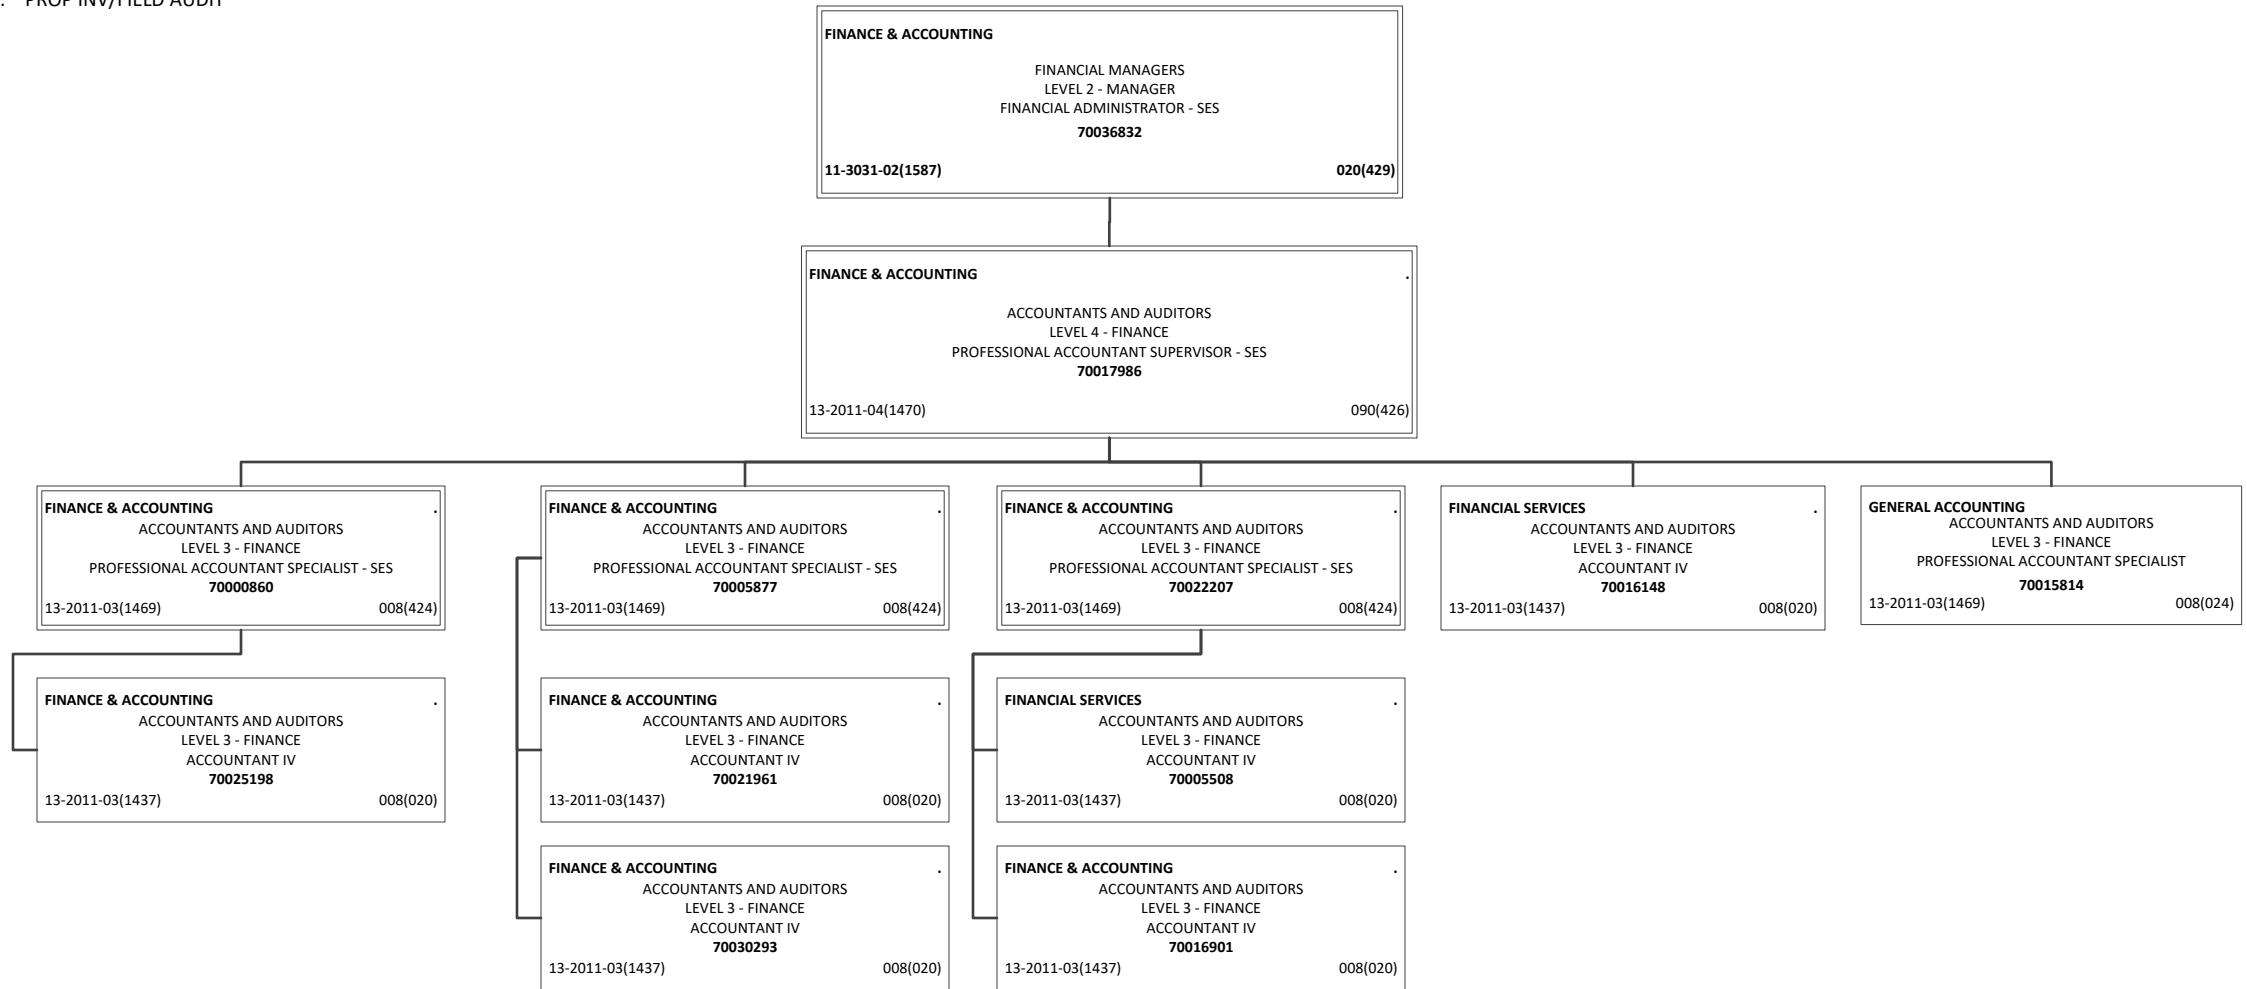 . PROP INV/FIELD AUDIT
FINANCE & ACCOUNTING
FINANCIAL MANAGERS
LEVEL 2 - MANAGER
FINANCIAL ADMINISTRATOR - SES
70036832
11-3031-02(1587) 020(429)
FINANCE & ACCOUNTING .
ACCOUNTANTS AND AUDITORS
LEVEL 4 - FINANCE
PROFESSIONAL ACCOUNTANT SUPERVISOR - SES
70017986
13-2011-04(1470) 090(426)
FINANCE & ACCOUNTING .
ACCOUNTANTS AND AUDITORS
LEVEL 3 - FINANCE
PROFESSIONAL ACCOUNTANT SPECIALIST - SES
70000860
13-2011-03(1469) 008(424)
FINANCE & ACCOUNTING .
ACCOUNTANTS AND AUDITORS
LEVEL 3 - FINANCE
PROFESSIONAL ACCOUNTANT SPECIALIST - SES
70005877
13-2011-03(1469) 008(424)
FINANCE & ACCOUNTING .
ACCOUNTANTS AND AUDITORS
LEVEL 3 - FINANCE
PROFESSIONAL ACCOUNTANT SPECIALIST - SES
70022207
13-2011-03(1469) 008(424)
FINANCIAL SERVICES .
ACCOUNTANTS AND AUDITORS
LEVEL 3 - FINANCE
ACCOUNTANT IV
70016148
13-2011-03(1437) 008(020)
GENERAL ACCOUNTING
ACCOUNTANTS AND AUDITORS
LEVEL 3 - FINANCE
PROFESSIONAL ACCOUNTANT SPECIALIST
70015814
13-2011-03(1469) 008(024)
FINANCE & ACCOUNTING .
ACCOUNTANTS AND AUDITORS
LEVEL 3 - FINANCE
ACCOUNTANT IV
70025198
13-2011-03(1437) 008(020)
FINANCE & ACCOUNTING .
ACCOUNTANTS AND AUDITORS
LEVEL 3 - FINANCE
ACCOUNTANT IV
70021961
13-2011-03(1437) 008(020)
FINANCIAL SERVICES .
ACCOUNTANTS AND AUDITORS
LEVEL 3 - FINANCE
ACCOUNTANT IV
70005508
13-2011-03(1437) 008(020)
FINANCE & ACCOUNTING .
ACCOUNTANTS AND AUDITORS
LEVEL 3 - FINANCE
ACCOUNTANT IV
70030293
13-2011-03(1437) 008(020)
FINANCE & ACCOUNTING .
ACCOUNTANTS AND AUDITORS
LEVEL 3 - FINANCE
ACCOUNTANT IV
70016901
13-2011-03(1437) 008(020)